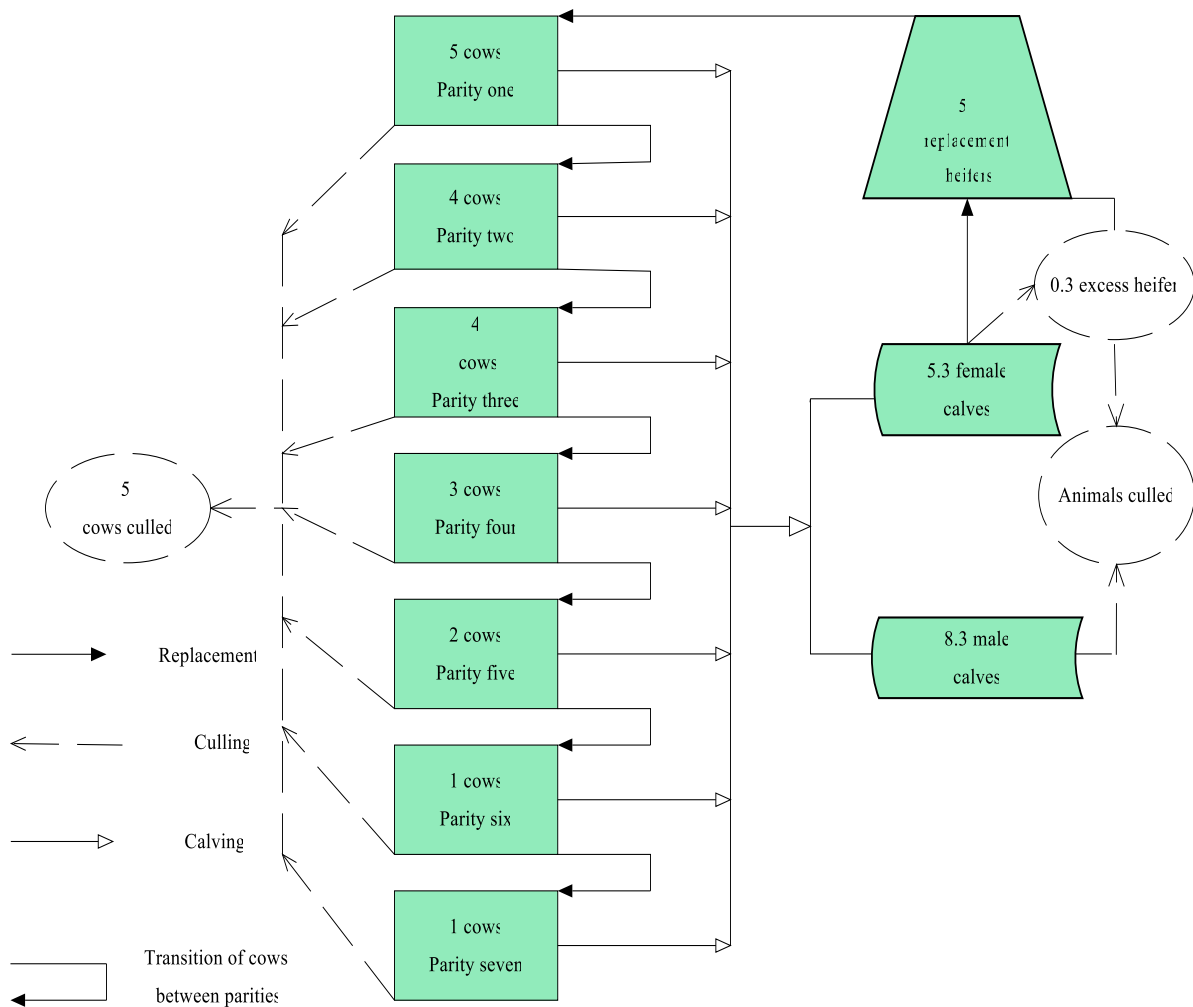 5 cows
Parity one
4 cows
Parity two
4
cows
Parity three
3 cows
Parity four
2 cows
Parity five
1 cows
Parity six
1 cows
Parity seven
5
replacement
heifers
0.3 excess heifer
5.3 female
calves
Animals culled
8.3 male
calves
5
cows culled
Replacement
Culling
Calving
Transition of cows
between parities